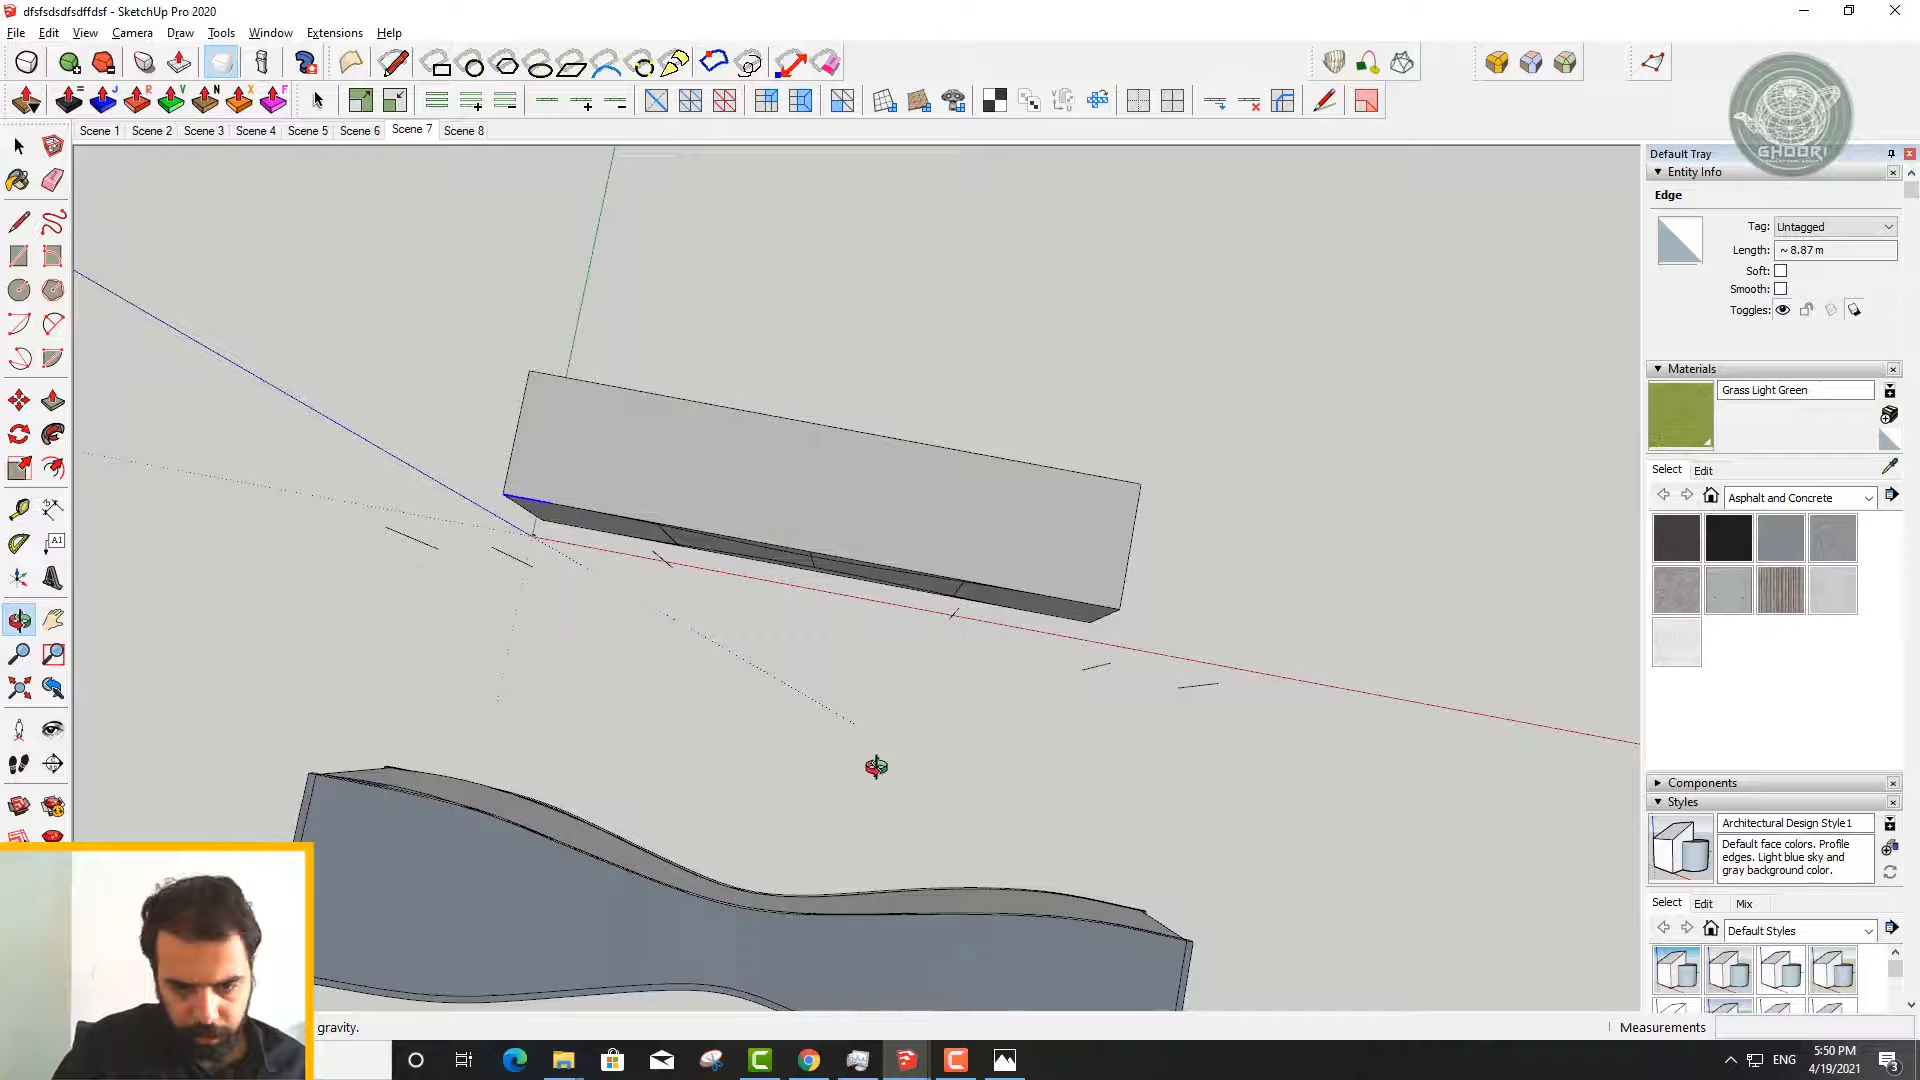 dfsfsdsdfsdffdsf - SketchUp Pro 2020
File Edit View Camera Draw Tools Window Extensions Help
Scene 1 Scene 2 Scene 3 Scene 4 Scene 5 Scene 6 Scene 7 Scene 8
GHOORI
Default Tray
Entity Info
Edge
Tag: Untagged
Length: ~ 8.87 m
Soft:
Smooth:
Toggles:
Materials
Grass Light Green
Select Edit
Asphalt and Concrete
Components
Styles
Architectural Design Style1
Default face colors. Profile edges. Light blue sky and gray background color.
Select Edit Mix
Default Styles
A1
gravity.
Measurements
ENG
5:50 PM
4/19/2021
3